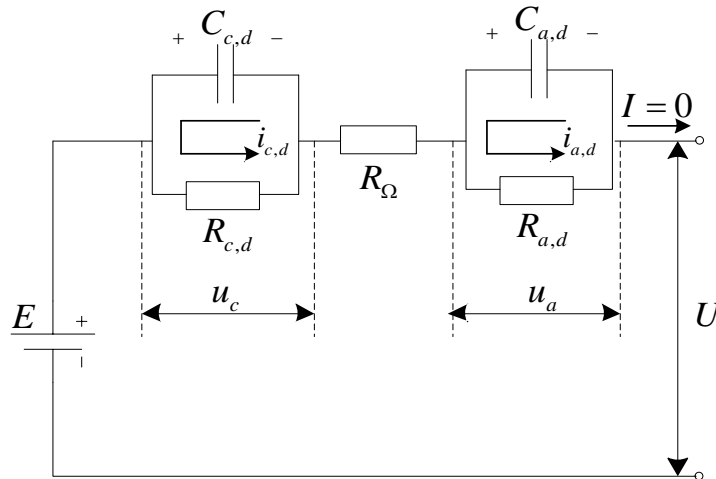 + C_{c,d} −
+ C_{a,d} −
I = 0
i_{c,d}
i_{a,d}
R_Ω
R_{c,d}
R_{a,d}
u_c
u_a
E
+
−
U